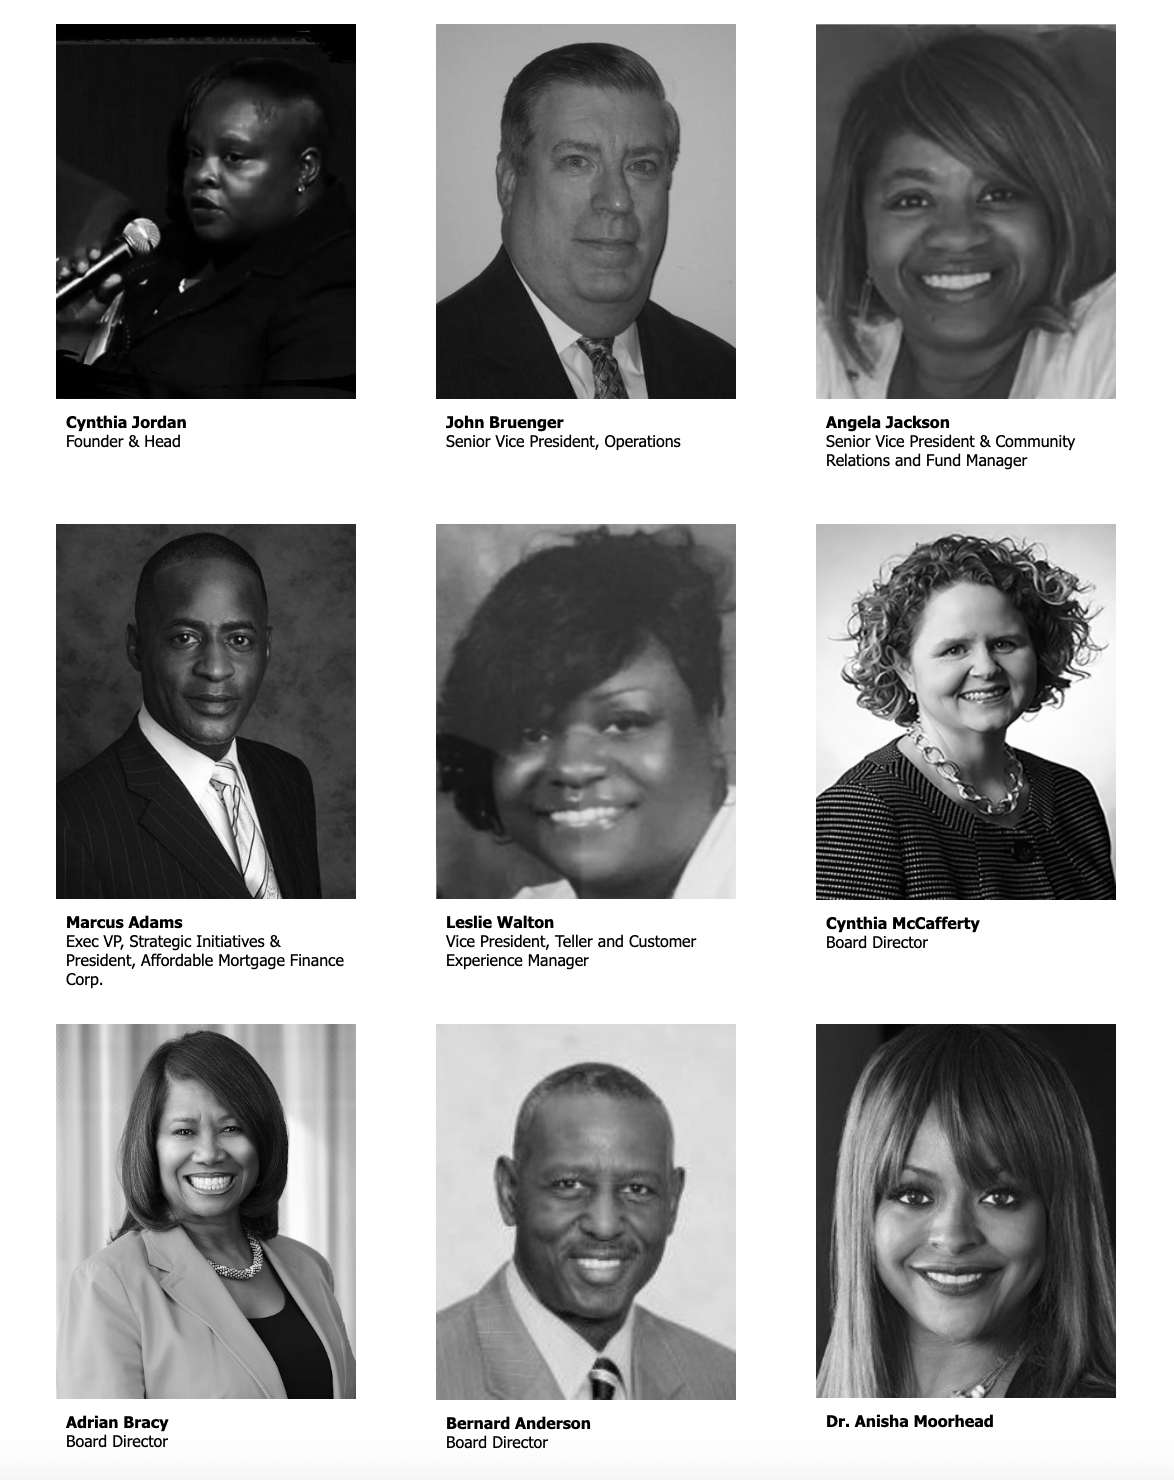 Cynthia Jordan
Founder & Head
John Bruenger
Senior Vice President, Operations
Angela Jackson
Senior Vice President & Community
Relations and Fund Manager
Marcus Adams
Exec VP, Strategic Initiatives &
President, Affordable Mortgage Finance
Corp.
Leslie Walton
Vice President, Teller and Customer
Experience Manager
Cynthia McCafferty
Board Director
Adrian Bracy
Board Director
Bernard Anderson
Board Director
Dr. Anisha Moorhead